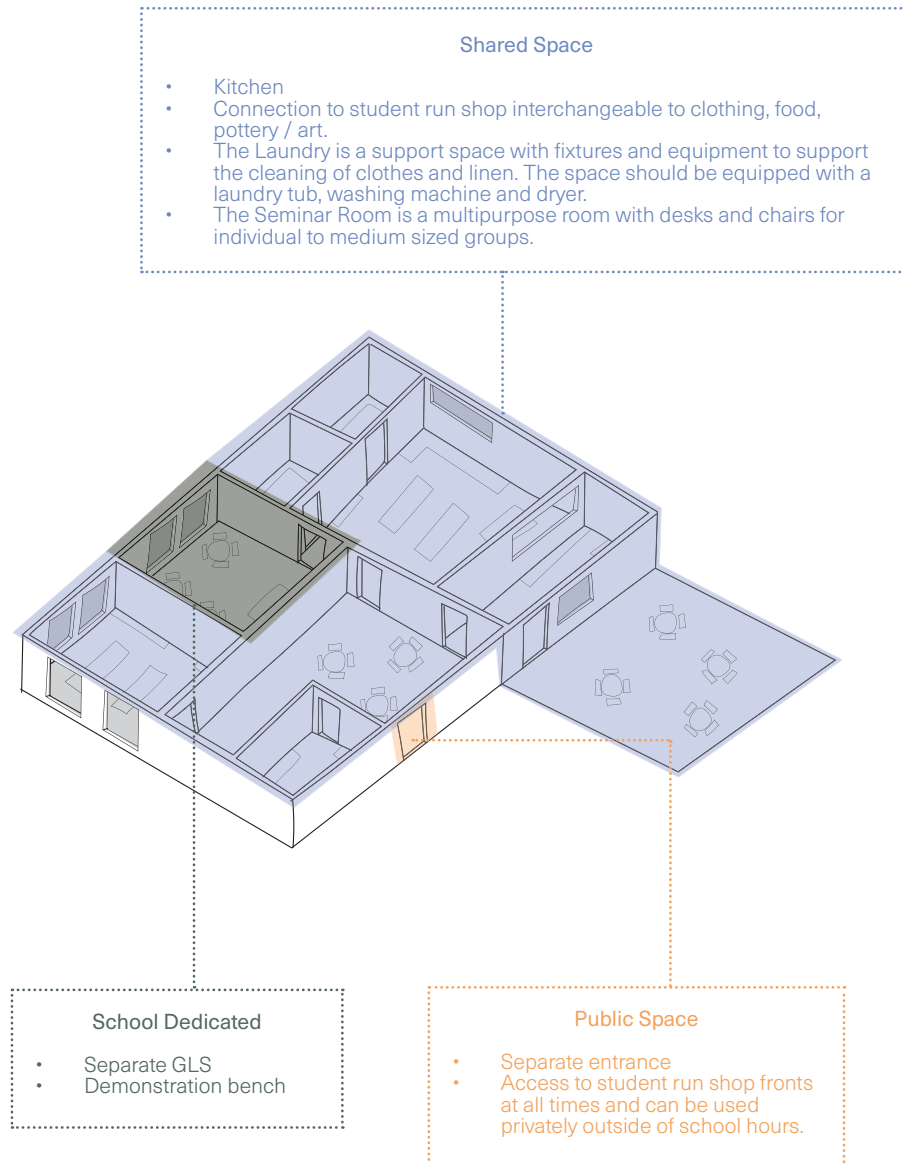 Shared Space
• Kitchen
• Connection to student run shop interchangeable to clothing, food,
pottery / art.
• The Laundry is a support space with fixtures and equipment to support
the cleaning of clothes and linen. The space should be equipped with a
laundry tub, washing machine and dryer.
• The Seminar Room is a multipurpose room with desks and chairs for
individual to medium sized groups.
School Dedicated
• Separate GLS
• Demonstration bench
Public Space
• Separate entrance
• Access to student run shop fronts
at all times and can be used
privately outside of school hours.